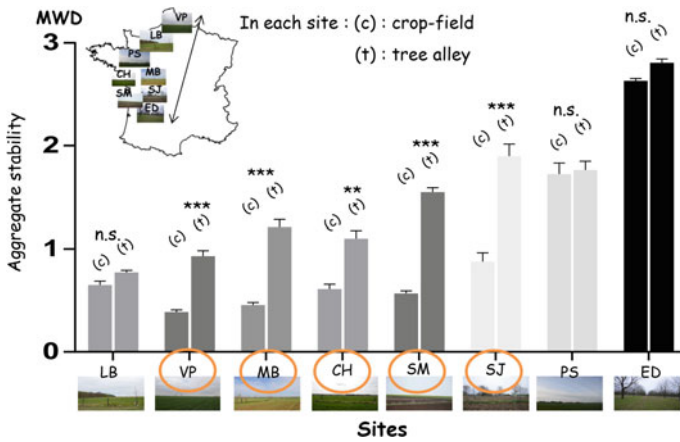 MWD
In each site : (c) : crop-field
(t) : tree alley
VP
LB
PS
CH
MB
SM
SJ
ED
Aggregate stability
3
2
1
0
n.s.
(c) (t)
***
(c) (t)
***
(c) (t)
**
(c) (t)
***
(c) (t)
***
(c) (t)
n.s.
(c) (t)
n.s.
(c) (t)
LB VP MB CH SM SJ PS ED
Sites